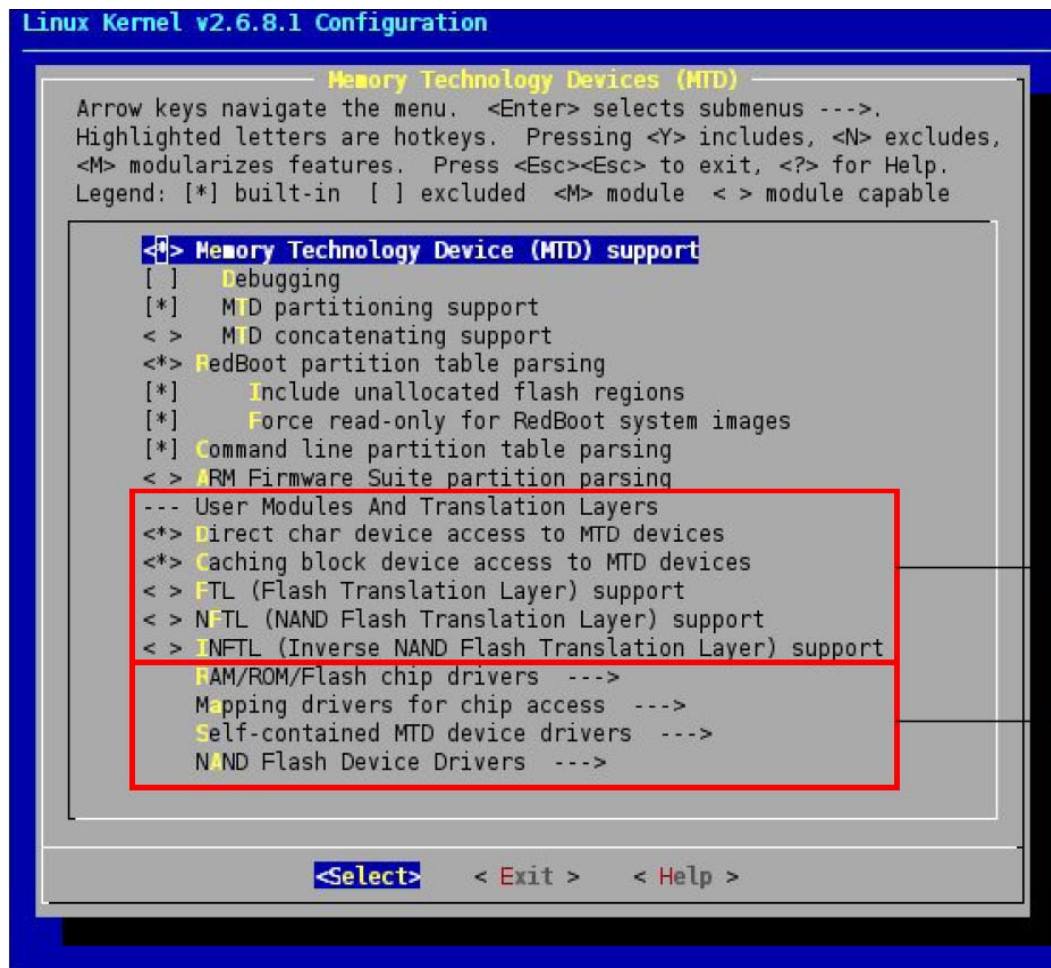 Linux Kernel v2.6.8.1 Configuration
Memory Technology Devices (MTD)
Arrow keys navigate the menu. <Enter> selects submenus --->.
Highlighted letters are hotkeys. Pressing <Y> includes, <N> excludes,
<M> modularizes features. Press <Esc><Esc> to exit, <?> for Help.
Legend: [*] built-in [ ] excluded <M> module < > module capable
<*> Memory Technology Device (MTD) support
[ ] Debugging
[*] MTD partitioning support
< > MTD concatenating support
<*> RedBoot partition table parsing
[*] Include unallocated flash regions
[*] Force read-only for RedBoot system images
[*] Command line partition table parsing
< > ARM Firmware Suite partition parsing
--- User Modules And Translation Layers
<*> Direct char device access to MTD devices
<*> Caching block device access to MTD devices
< > FTL (Flash Translation Layer) support
< > NFTL (NAND Flash Translation Layer) support
< > INFTL (Inverse NAND Flash Translation Layer) support
RAM/ROM/Flash chip drivers --->
Mapping drivers for chip access --->
Self-contained MTD device drivers --->
NAND Flash Device Drivers --->
<Select> < Exit > < Help >